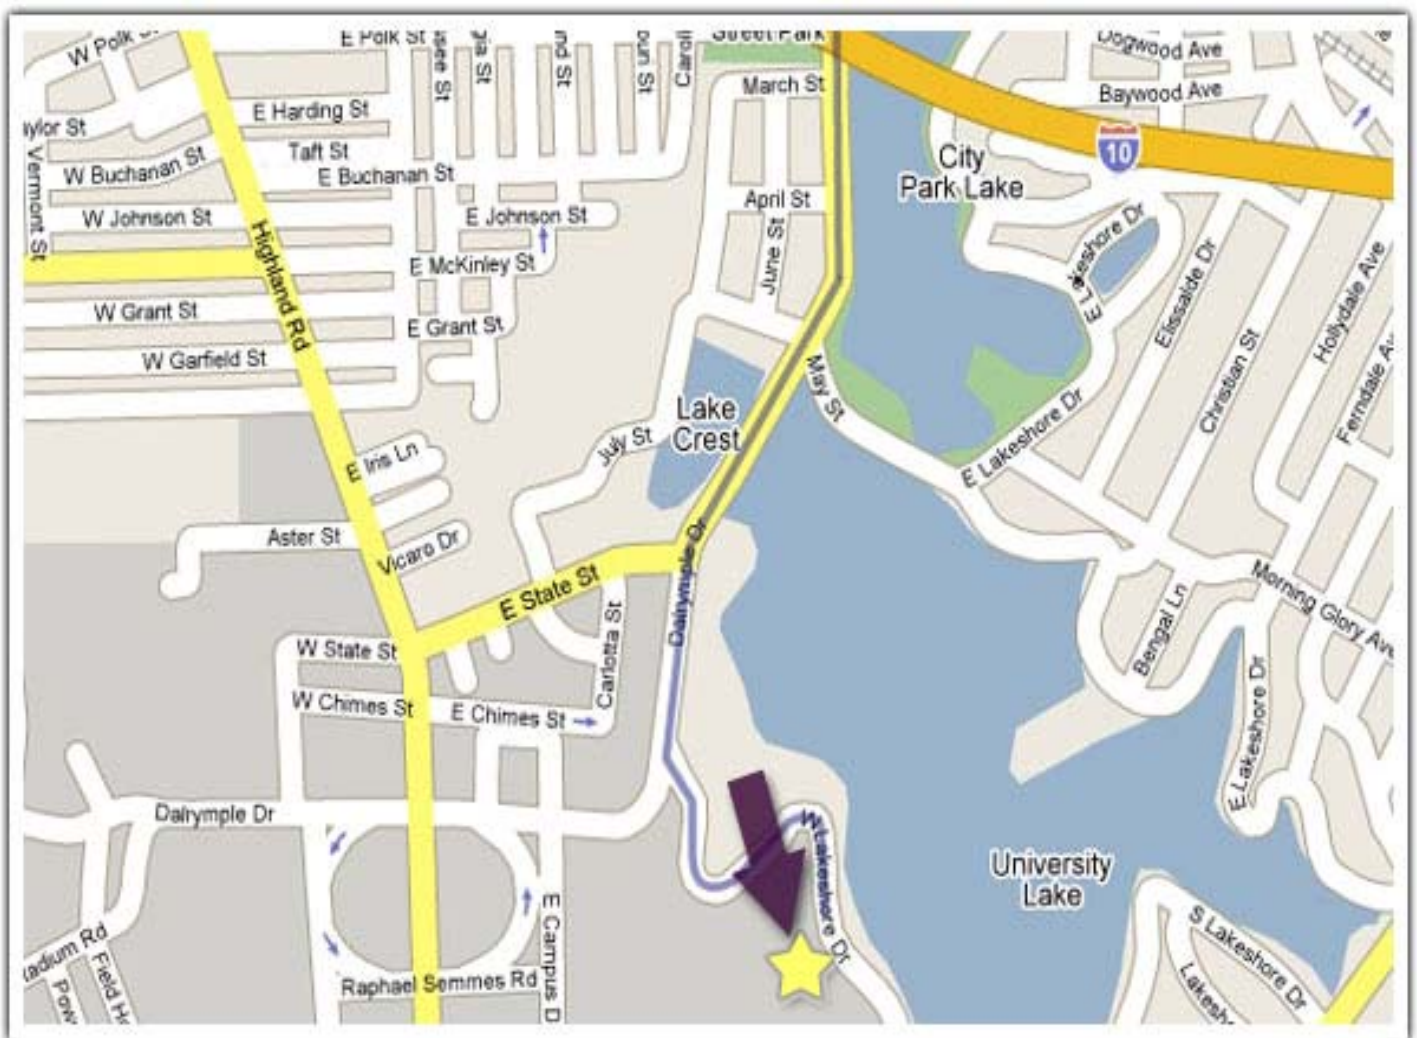 W Polk
E Polk St
Street Park
Dogwood Ave
March St
Baywood Ave
E Harding St
Taft St
W Buchanan St
E Buchanan St
10
City
Park Lake
Vermont St
W Johnson St
E Johnson St
April St
June St
E Lakeshore Dr
Highland Rd
E McKinley St
Elissalde Dr
Hollydale Ave
W Grant St
E Grant St
W Garfield St
Christian St
Ferndale
May St
Lake
Crest
July St
E Iris Ln
E Lakeshore Dr
Aster St
Vicaro Dr
E State St
Dalrymple Dr
Carlotta St
Morning Glory Ave
Bengal Ln
W State St
W Chimes St
E Chimes St
E Lakeshore Dr
Dalrymple Dr
W Lakeshore Dr
University
Lake
E Campus D
S Lakeshore Dr
Raphael Semmes Rd